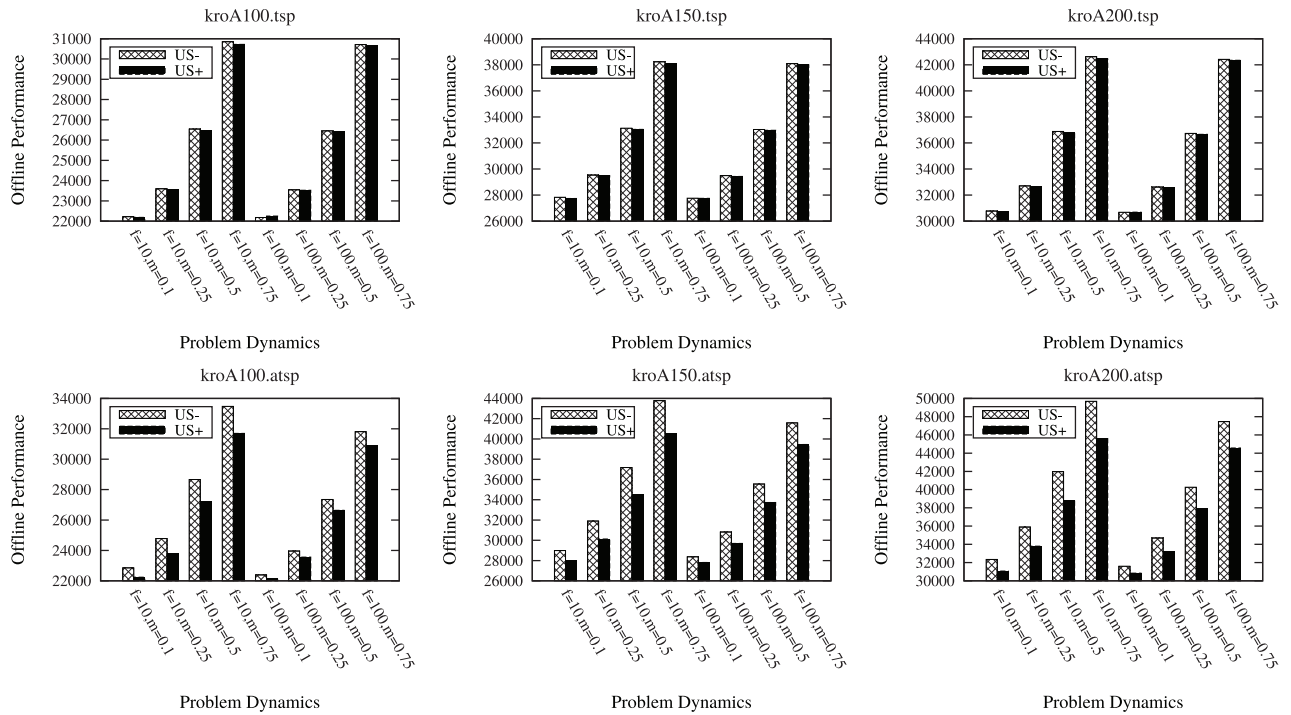 kroA100.tsp
Offline Performance
31000
30000
29000
28000
27000
26000
25000
24000
23000
22000
US-
US+
f=10,m=0.1
f=10,m=0.25
f=10,m=0.5
f=10,m=0.75
f=100,m=0.1
f=100,m=0.25
f=100,m=0.5
f=100,m=0.75
Problem Dynamics
kroA150.tsp
Offline Performance
40000
38000
36000
34000
32000
30000
28000
26000
US-
US+
f=10,m=0.1
f=10,m=0.25
f=10,m=0.5
f=10,m=0.75
f=100,m=0.1
f=100,m=0.25
f=100,m=0.5
f=100,m=0.75
Problem Dynamics
kroA200.tsp
Offline Performance
44000
42000
40000
38000
36000
34000
32000
30000
US-
US+
f=10,m=0.1
f=10,m=0.25
f=10,m=0.5
f=10,m=0.75
f=100,m=0.1
f=100,m=0.25
f=100,m=0.5
f=100,m=0.75
Problem Dynamics
kroA100.atsp
Offline Performance
34000
32000
30000
28000
26000
24000
22000
US-
US+
f=10,m=0.1
f=10,m=0.25
f=10,m=0.5
f=10,m=0.75
f=100,m=0.1
f=100,m=0.25
f=100,m=0.5
f=100,m=0.75
Problem Dynamics
kroA150.atsp
Offline Performance
44000
42000
40000
38000
36000
34000
32000
30000
28000
26000
US-
US+
f=10,m=0.1
f=10,m=0.25
f=10,m=0.5
f=10,m=0.75
f=100,m=0.1
f=100,m=0.25
f=100,m=0.5
f=100,m=0.75
Problem Dynamics
kroA200.atsp
Offline Performance
50000
48000
46000
44000
42000
40000
38000
36000
34000
32000
30000
US-
US+
f=10,m=0.1
f=10,m=0.25
f=10,m=0.5
f=10,m=0.75
f=100,m=0.1
f=100,m=0.25
f=100,m=0.5
f=100,m=0.75
Problem Dynamics